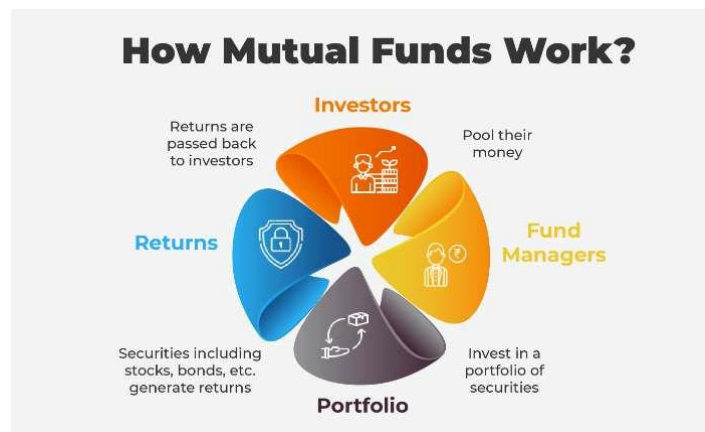 How Mutual Funds Work?
Investors
Returns are
passed back
to investors
Pool their
money
Returns
Fund
Managers
₹
Securities including
stocks, bonds, etc.
generate returns
Invest in a
portfolio of
securities
Portfolio